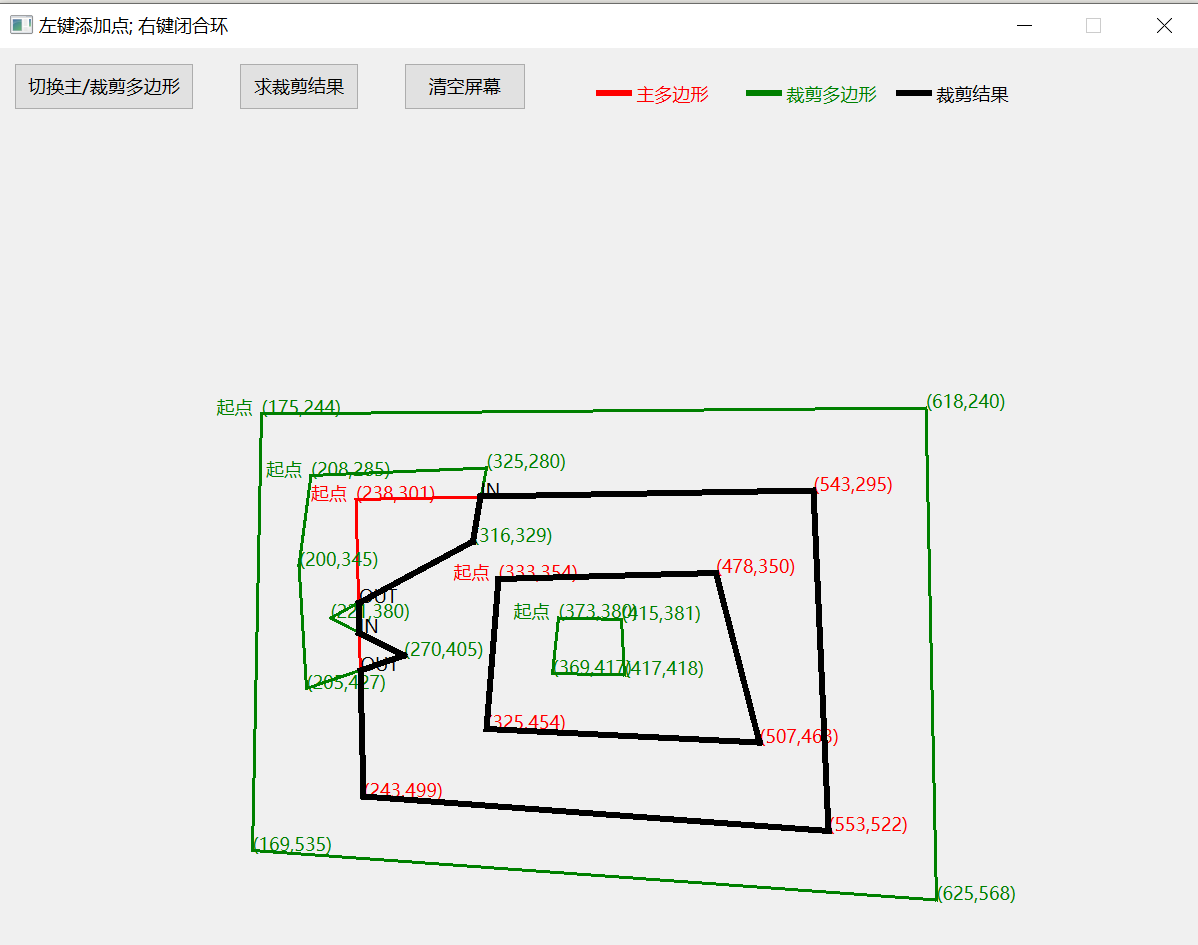 左键添加点; 右键闭合环
切换主/裁剪多边形 求裁剪结果 清空屏幕 主多边形 裁剪多边形 裁剪结果
起点 (175,244) (618,240)
起点 (208,285) (325,280)
起点 (238,301) IN (543,295)
(316,329)
(200,345) 起点 (333,354) (478,350)
OUT
(221,380) 起点 (373,380) (415,381)
IN
(270,405)
OUT (369,417) (417,418)
(205,427)
(325,454) (507,463)
(243,499)
(553,522)
(169,535)
(625,568)